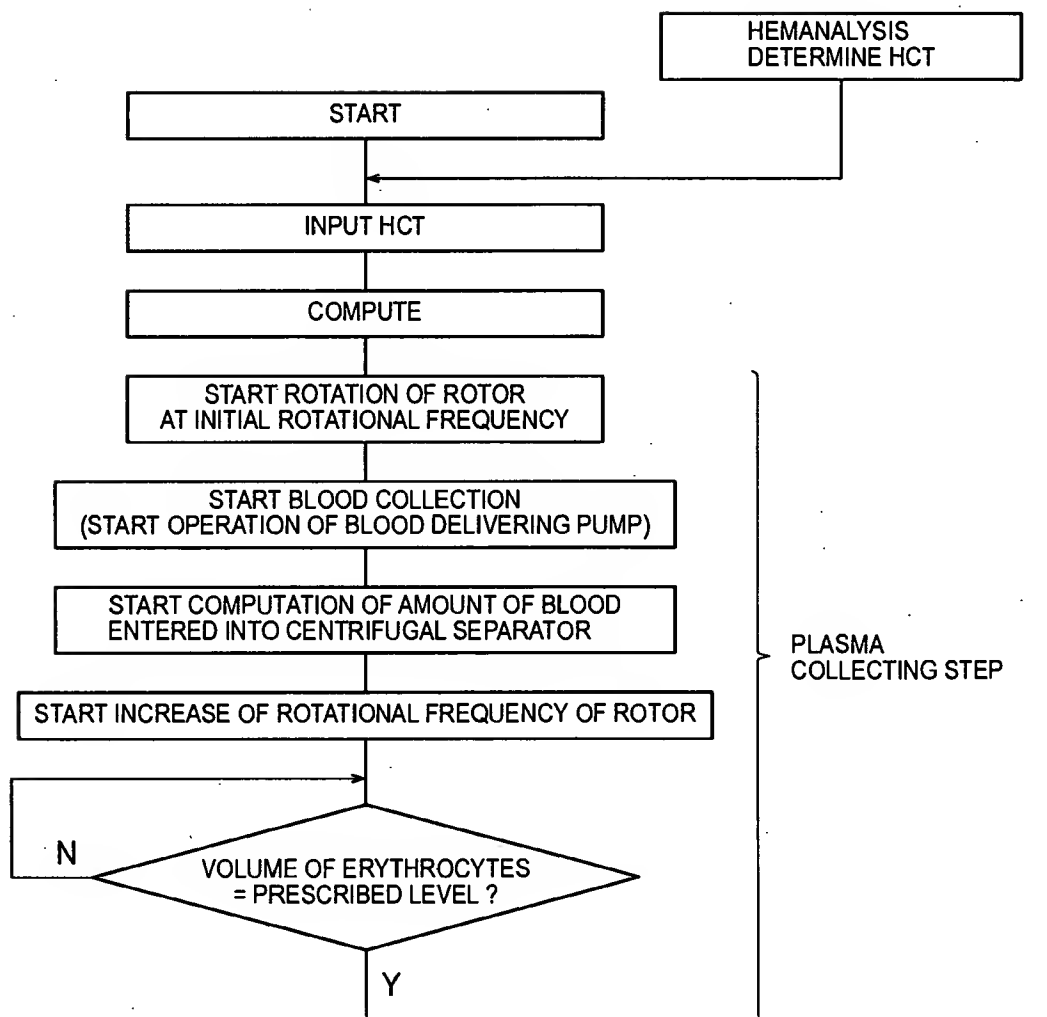 HEMANALYSIS
DETERMINE HCT
START
INPUT HCT
COMPUTE
START ROTATION OF ROTOR
AT INITIAL ROTATIONAL FREQUENCY
START BLOOD COLLECTION
(START OPERATION OF BLOOD DELIVERING PUMP)
START COMPUTATION OF AMOUNT OF BLOOD
ENTERED INTO CENTRIFUGAL SEPARATOR
PLASMA
COLLECTING STEP
START INCREASE OF ROTATIONAL FREQUENCY OF ROTOR
N
VOLUME OF ERYTHROCYTES
= PRESCRIBED LEVEL ?
Y